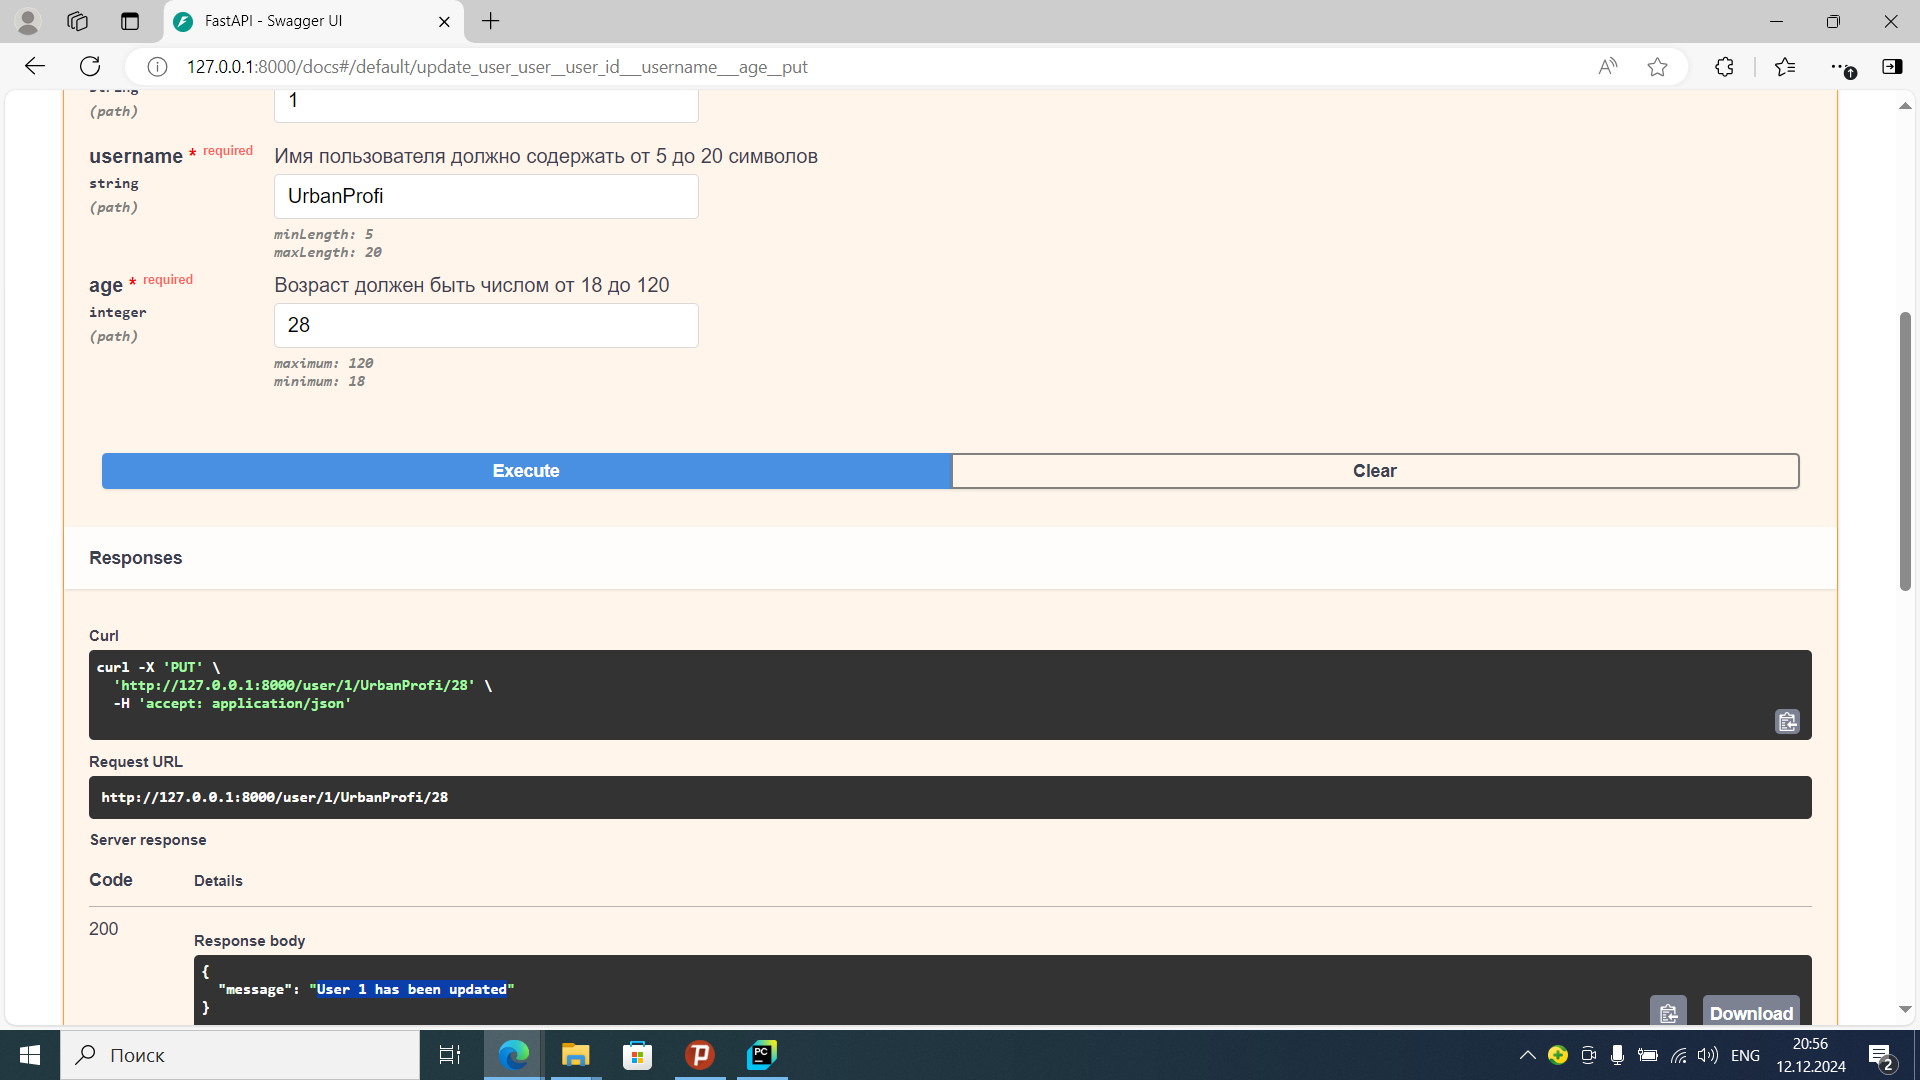 FastAPI - Swagger UI
127.0.0.1:8000/docs#/default/update_user_user__user_id___username___age__put
string
(path)
1
username * required
string
(path)
Имя пользователя должно содержать от 5 до 20 символов
UrbanProfi
minLength: 5
maxLength: 20
age * required
integer
(path)
Возраст должен быть числом от 18 до 120
28
maximum: 120
minimum: 18
Execute
Clear
Responses
Curl
curl -X 'PUT' \
'http://127.0.0.1:8000/user/1/UrbanProfi/28' \
-H 'accept: application/json'
Request URL
http://127.0.0.1:8000/user/1/UrbanProfi/28
Server response
Code
Details
200
Response body
{
"message": "User 1 has been updated"
}
Download
Поиск
PC
ENG
20:56
12.12.2024
2